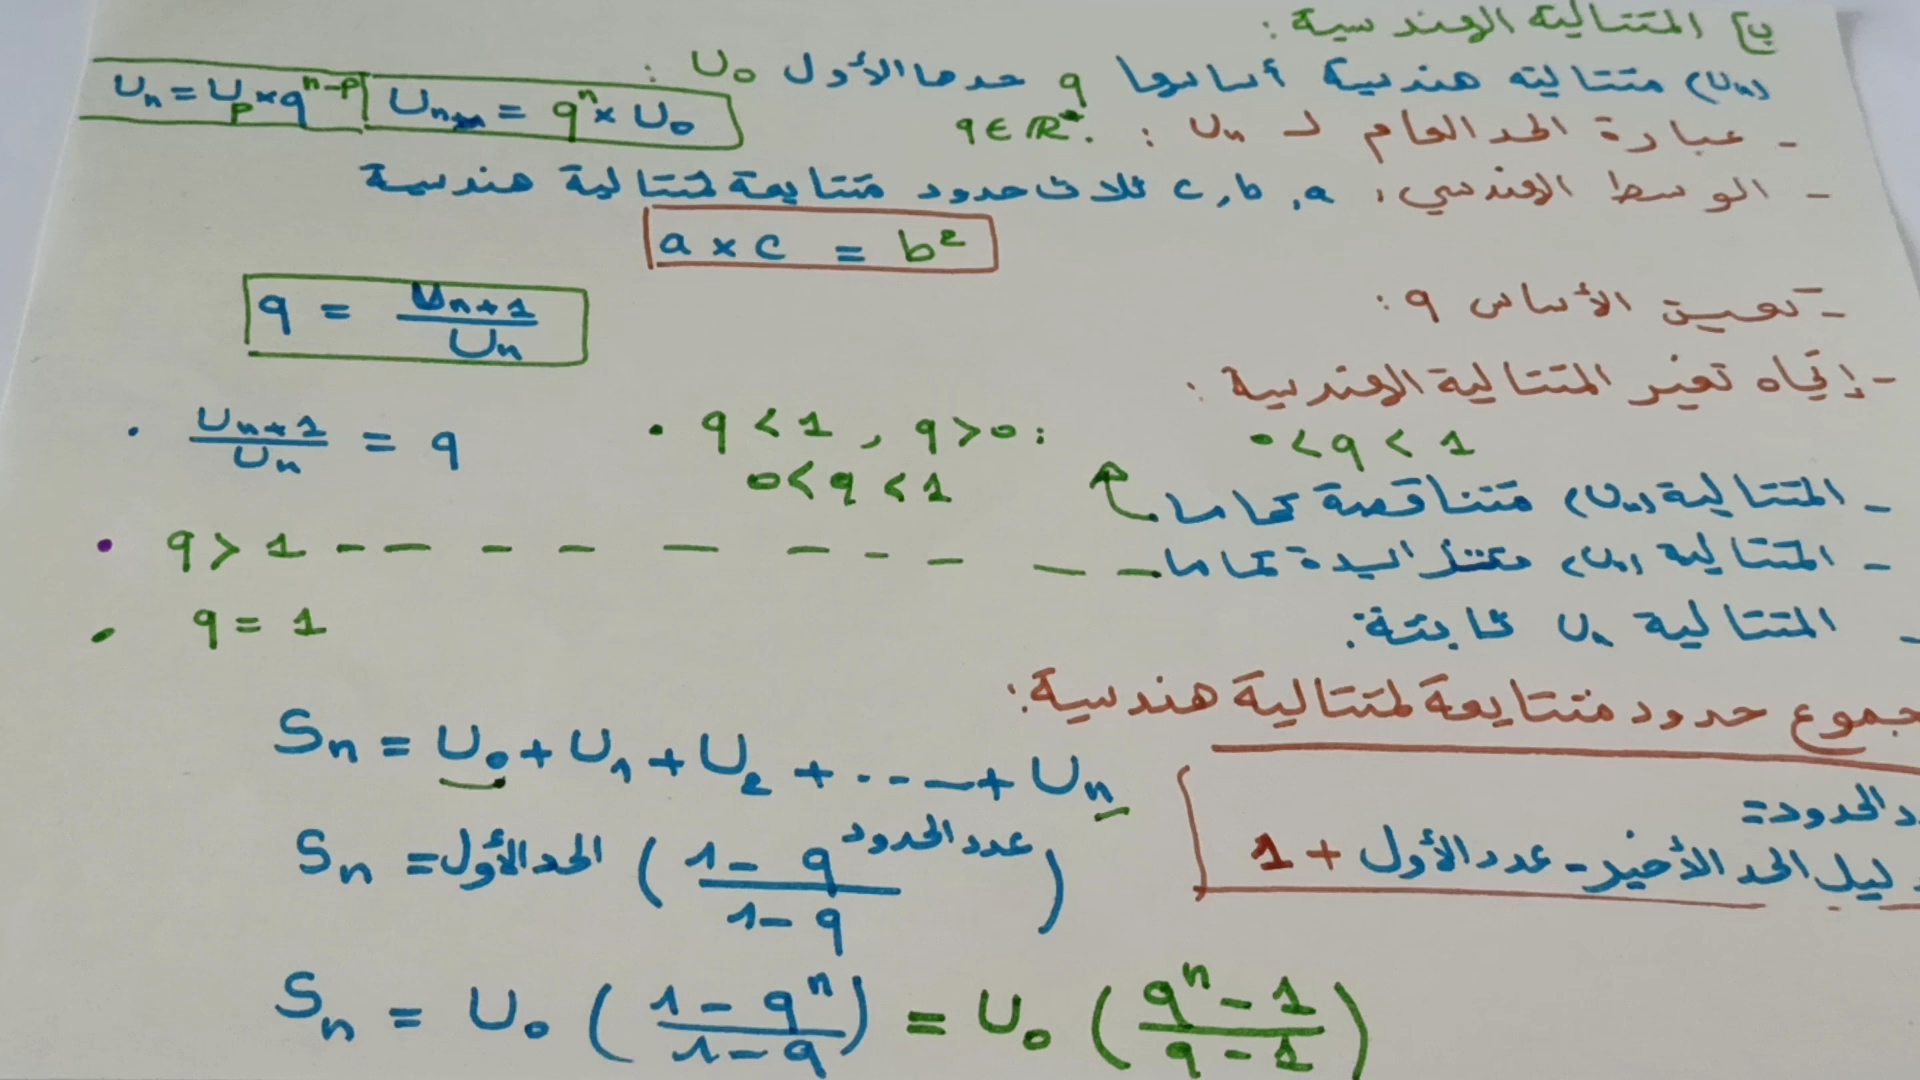 ب) المتتالية الهندسية:
(Un) متتالية هندسية أساسها q حدها الأول U0 :
- عبارة الحد العام لـ Un : q ∈ ℝ*.
Un = Up × q^(n-p) | Un = q^n × U0
- الوسط الهندسي: a, b, c ثلاث حدود متتابعة لمتتالية هندسية
a × c = b²
- تعيين الأساس q :
q = Un+1 / Un
- إتجاه تغير المتتالية الهندسية :
• Un+1 / Un = q • q < 1 , q > 0 : 0 < q < 1
0 < q < 1 - المتتالية (Un) متناقصة تماما
• q > 1 - المتتالية (Un) متزايدة تماما
• q = 1 - المتتالية Un ثابتة.
جموع حدود متتابعة لمتتالية هندسية:
Sn = U0 + U1 + U2 + ..... + Un
د الحدود =
دليل الحد الأخير - عدد الأول + 1
Sn = الحد الأول ( (1 - q^عدد الحدود) / (1 - q) )
Sn = U0 ( (1 - q^n) / (1 - q) ) = U0 ( (q^n - 1) / (q - 1) )